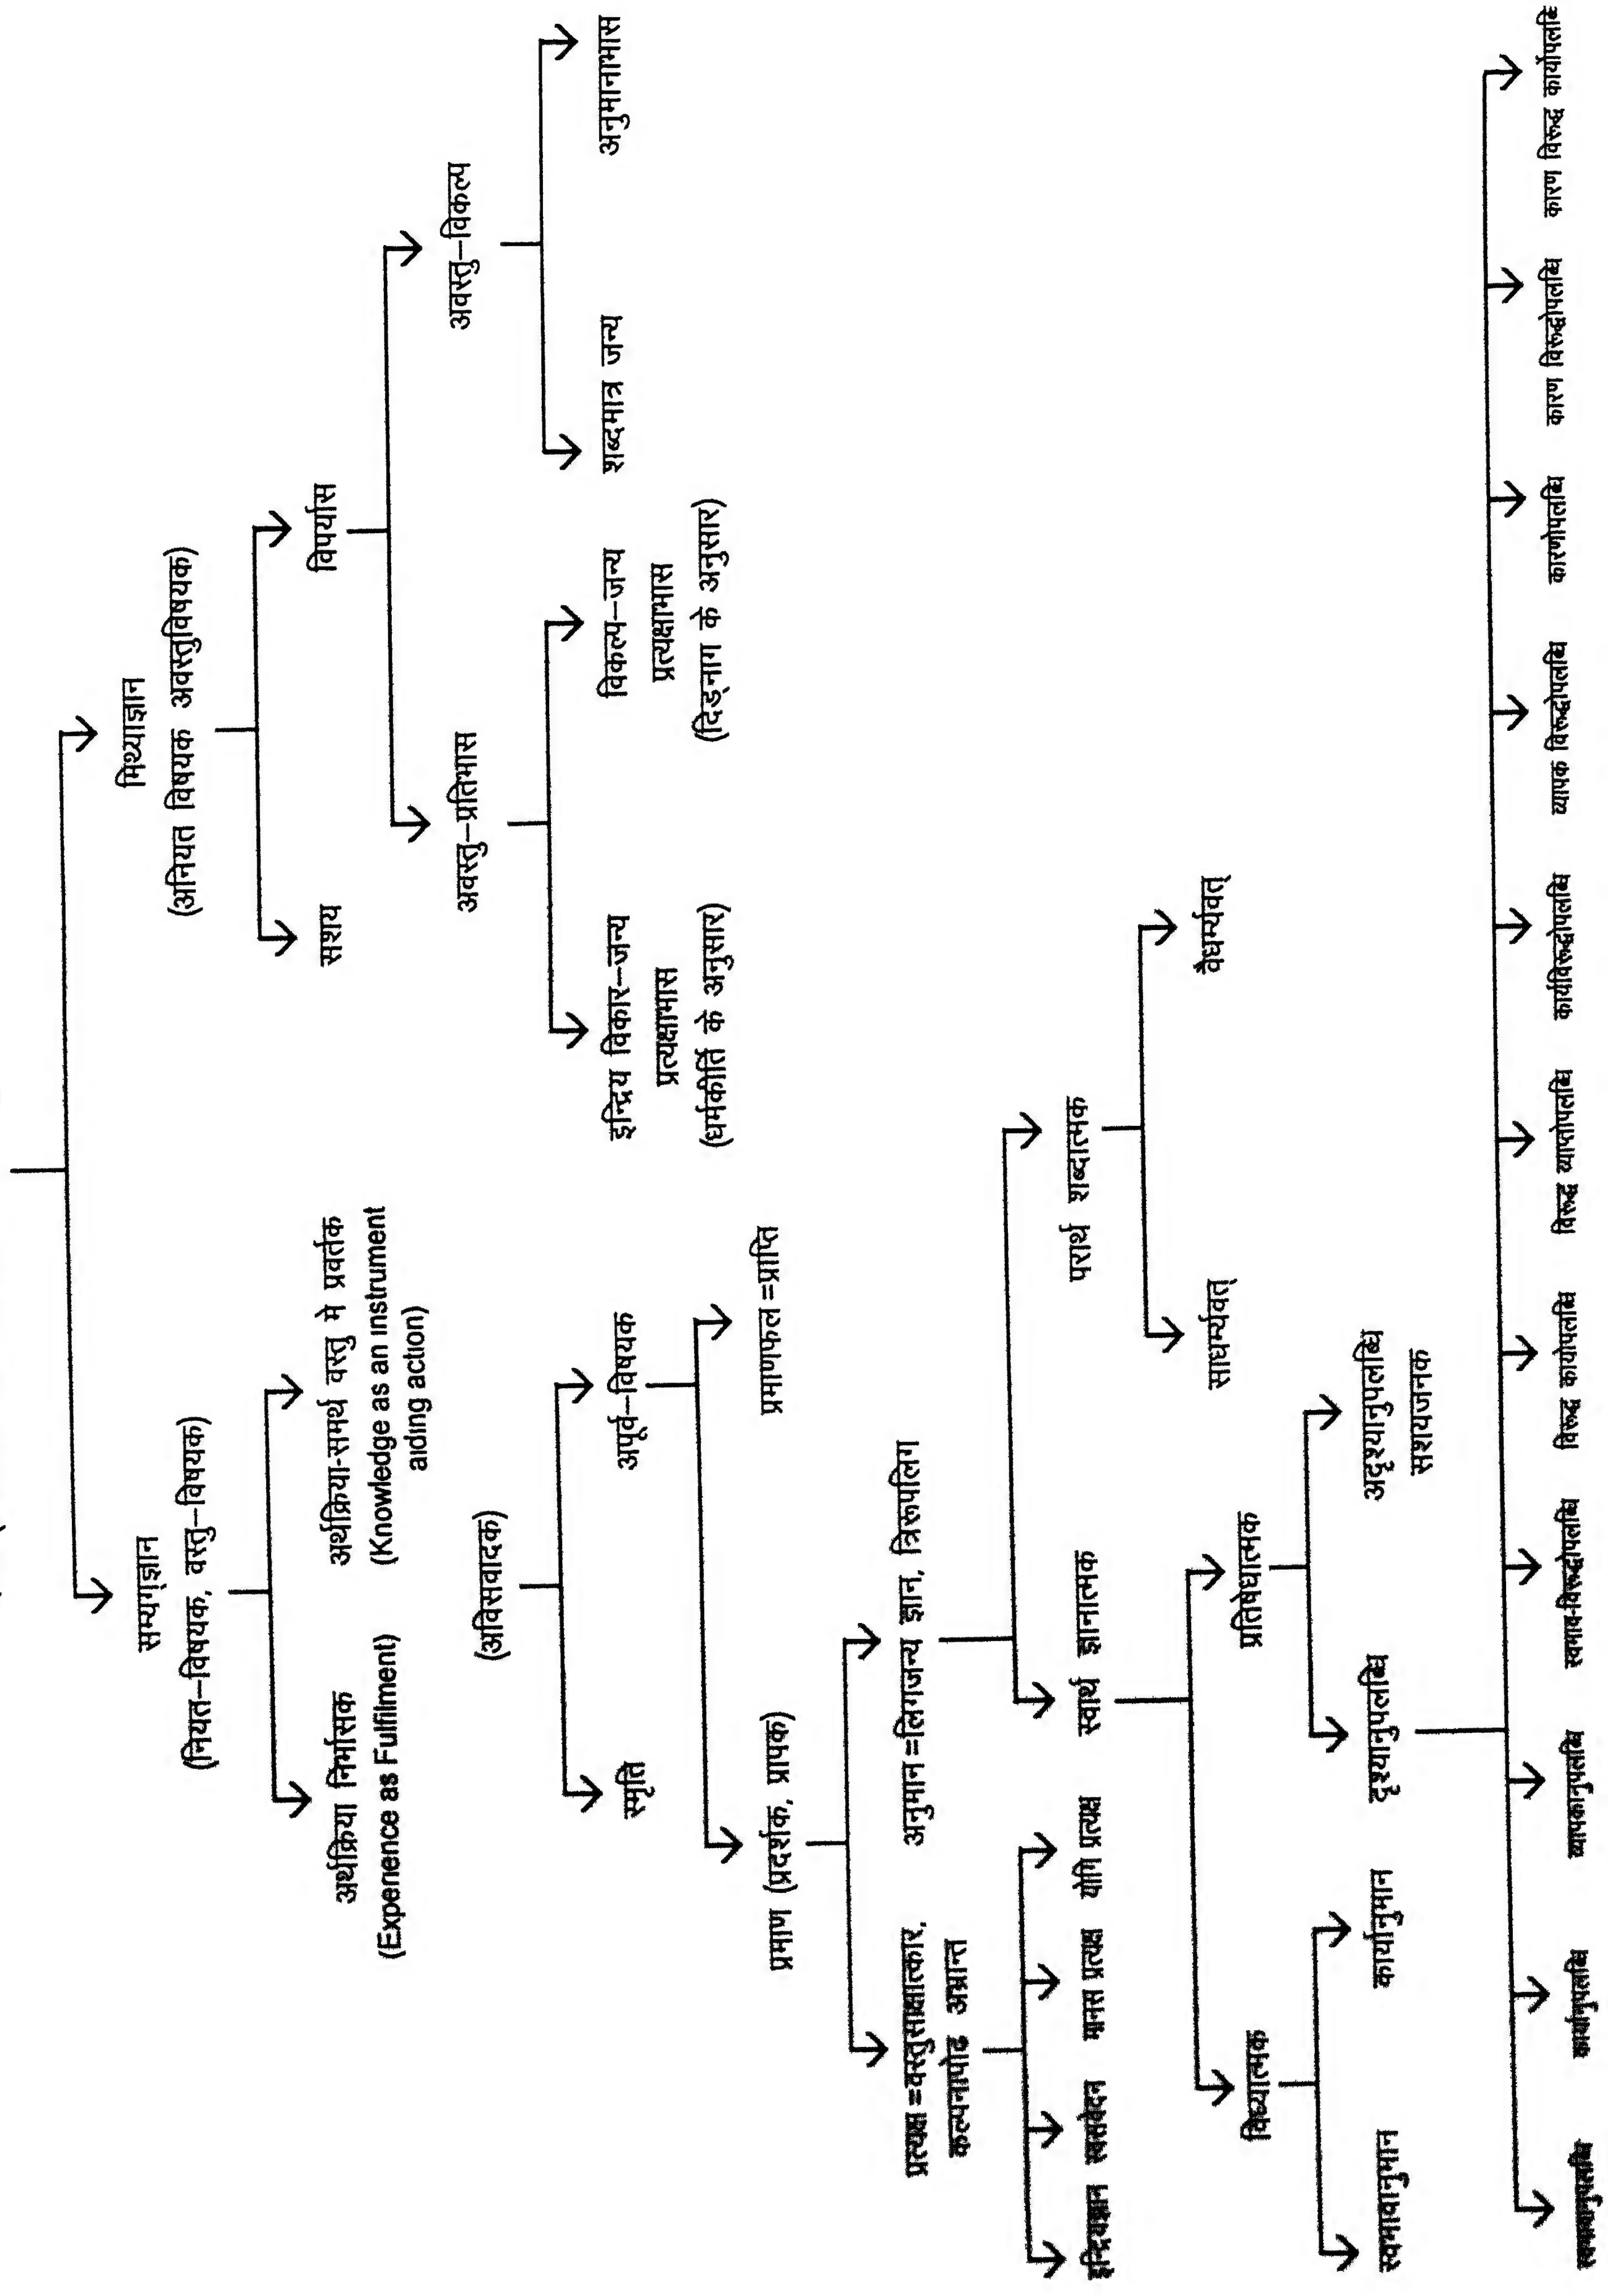 सम्यग्ज्ञान
(नियत–विषयक, वस्तु–विषयक)
मिथ्याज्ञान
(अनियत विषयक अवस्तुविषयक)
अर्थक्रिया निर्भासक
(Experience as Fulfilment)
अर्थक्रिया-समर्थ वस्तु मे प्रवर्तक
(Knowledge as an instrument
aiding action)
सशय
विपर्यास
अवस्तु–प्रतिभास
अवस्तु–विकल्प
(अविसवादक)
स्मृति
अपूर्व–विषयक
इन्द्रिय विकार–जन्य
प्रत्यक्षाभास
(धर्मकीर्ति के अनुसार)
विकल्प–जन्य
प्रत्यक्षाभास
(दिङ्नाग के अनुसार)
शब्दमात्र जन्य
अनुमानाभास
प्रमाण (प्रदर्शक, प्रापक)
प्रमाणफल =प्राप्ति
प्रत्यक्ष =वस्तुसाक्षात्कार,
कल्पनापोढ अभ्रान्त
अनुमान =लिगजन्य ज्ञान, त्रिरूपलिग
इन्द्रियज्ञान स्वसवेदन मानस प्रत्यक्ष योगि प्रत्यक्ष
स्वार्थ ज्ञानात्मक
परार्थ शब्दात्मक
साधर्म्यवत्
वैधर्म्यवत्
विध्यात्मक
प्रतिषेधात्मक
स्वभावानुमान
कार्यानुमान
दृश्यानुपलब्धि
अदृश्यानुपलब्धि
सशयजनक
स्वभावानुपलब्धि
कार्यानुपलब्धि
व्यापकानुपलब्धि
स्वभाव-विरूद्धोपलब्धि
विरूद्ध कार्योपलब्धि
विरूद्ध व्याप्तोपलब्धि
कार्यविरूद्धोपलब्धि
व्यापक विरूद्धोपलब्धि
कारणोपलब्धि
कारण विरूद्धोपलब्धि
कारण विरूद्ध कार्योपलब्धि